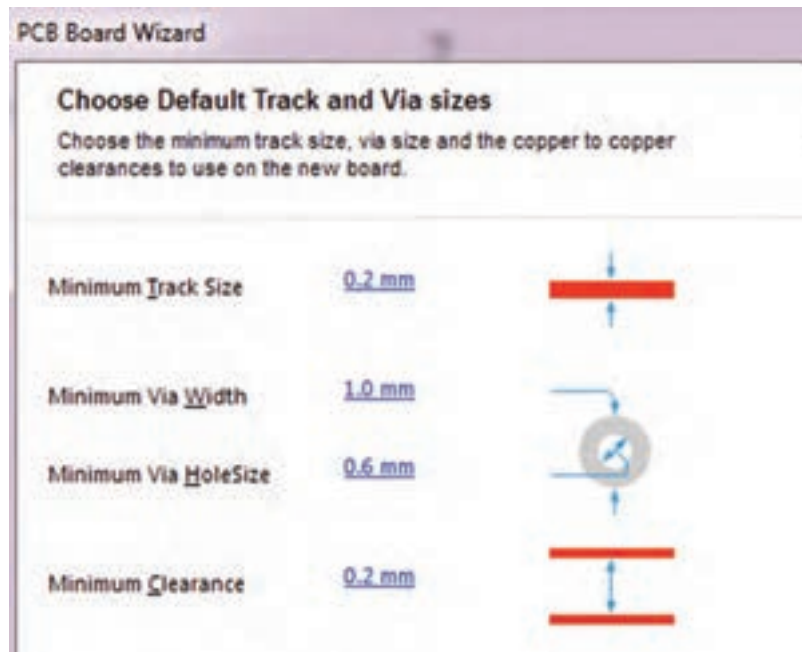 PCB Board Wizard
Choose Default Track and Via sizes
Choose the minimum track size, via size and the copper to copper
clearances to use on the new board.
Minimum Track Size 0.2 mm
Minimum Via Width 1.0 mm
Minimum Via HoleSize 0.6 mm
Minimum Clearance 0.2 mm